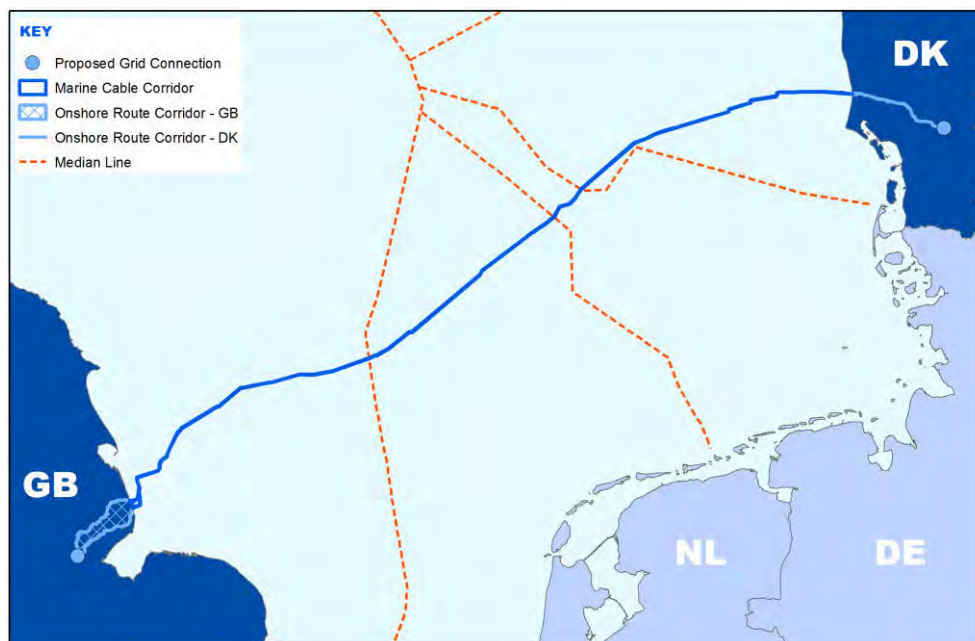 KEY
Proposed Grid Connection
Marine Cable Corridor
Onshore Route Corridor - GB
Onshore Route Corridor - DK
Median Line
DK
GB
NL
DE